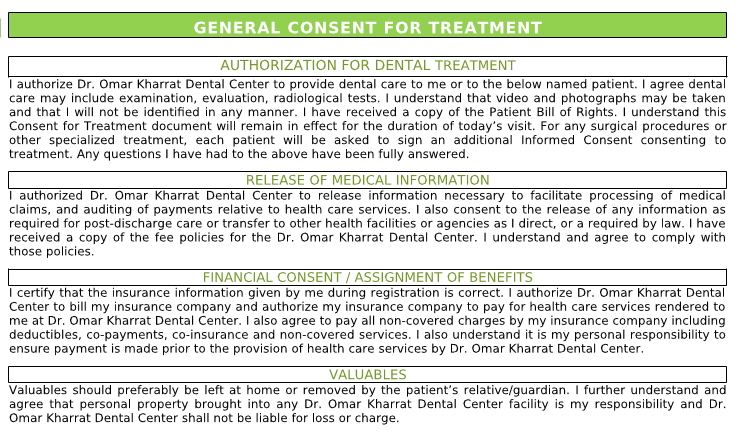 GENERAL CONSENT FOR TREATMENT
AUTHORIZATION FOR DENTAL TREATMENT
I authorize Dr. Omar Kharrat Dental Center to provide dental care to me or to the below named patient. I agree dental
care may include examination, evaluation, radiological tests. I understand that video and photographs may be taken
and that I will not be identified in any manner. I have received a copy of the Patient Bill of Rights. I understand this
Consent for Treatment document will remain in effect for the duration of today’s visit. For any surgical procedures or
other specialized treatment, each patient will be asked to sign an additional Informed Consent consenting to
treatment. Any questions I have had to the above have been fully answered.
RELEASE OF MEDICAL INFORMATION
I authorized Dr. Omar Kharrat Dental Center to release information necessary to facilitate processing of medical
claims, and auditing of payments relative to health care services. I also consent to the release of any information as
required for post-discharge care or transfer to other health facilities or agencies as I direct, or a required by law. I have
received a copy of the fee policies for the Dr. Omar Kharrat Dental Center. I understand and agree to comply with
those policies.
FINANCIAL CONSENT / ASSIGNMENT OF BENEFITS
I certify that the insurance information given by me during registration is correct. I authorize Dr. Omar Kharrat Dental
Center to bill my insurance company and authorize my insurance company to pay for health care services rendered to
me at Dr. Omar Kharrat Dental Center. I also agree to pay all non-covered charges by my insurance company including
deductibles, co-payments, co-insurance and non-covered services. I also understand it is my personal responsibility to
ensure payment is made prior to the provision of health care services by Dr. Omar Kharrat Dental Center.
VALUABLES
Valuables should preferably be left at home or removed by the patient’s relative/guardian. I further understand and
agree that personal property brought into any Dr. Omar Kharrat Dental Center facility is my responsibility and Dr.
Omar Kharrat Dental Center shall not be liable for loss or charge.